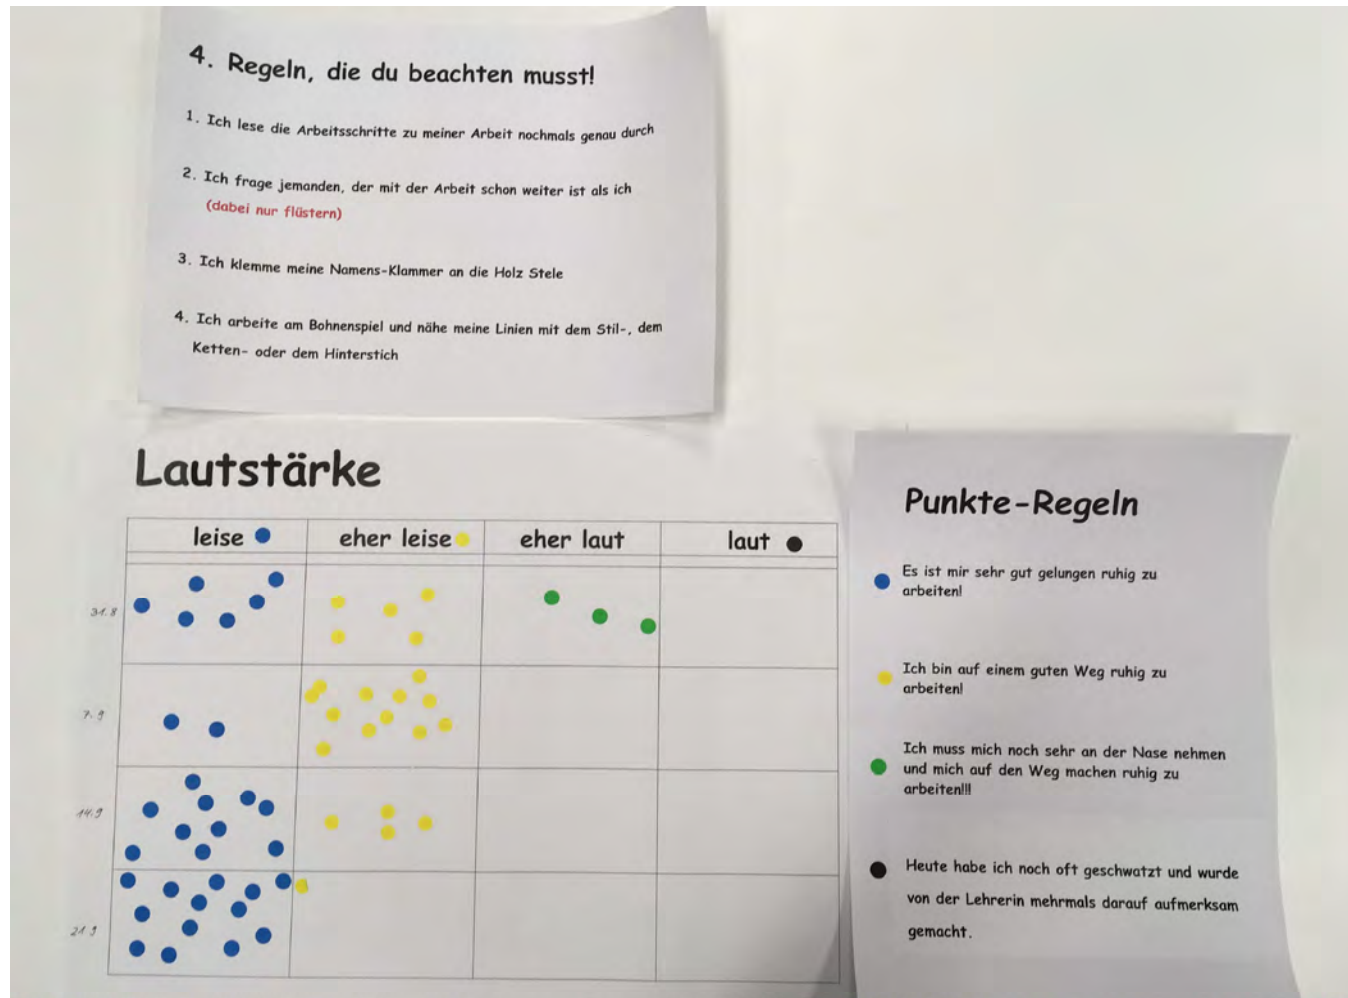 4. Regeln, die du beachten musst!
1. Ich lese die Arbeitsschritte zu meiner Arbeit nochmals genau durch
2. Ich frage jemanden, der mit der Arbeit schon weiter ist als ich
(dabei nur flüstern)
3. Ich klemme meine Namens-Klammer an die Holz Stele
4. Ich arbeite am Bohnenspiel und nähe meine Linien mit dem Stil-, dem
Ketten- oder dem Hinterstich
Lautstärke
leise eher leise eher laut laut
31.8
7.9
14.9
21.9
Punkte-Regeln
Es ist mir sehr gut gelungen ruhig zu
arbeiten!
Ich bin auf einem guten Weg ruhig zu
arbeiten!
Ich muss mich noch sehr an der Nase nehmen
und mich auf den Weg machen ruhig zu
arbeiten!!!
Heute habe ich noch oft geschwatzt und wurde
von der Lehrerin mehrmals darauf aufmerksam
gemacht.